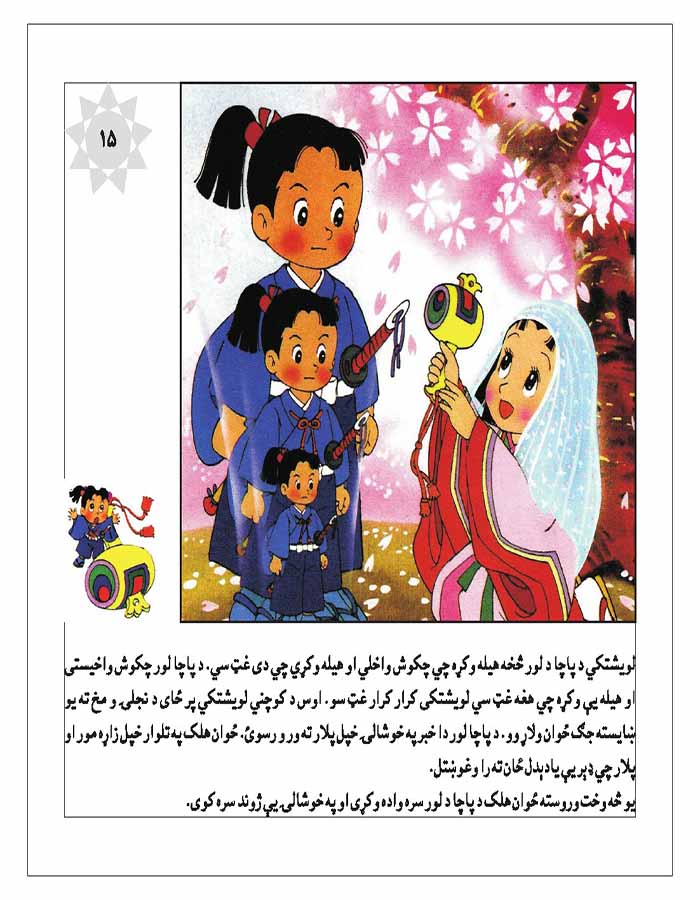 ۱۵
لویشتکي د پاچا د لور څخه هیله وکړه چي چکوش واخلي او هیله وکړي چي دی غټ سي. د پاچا لور چکوش واخیستی
او هیله یې وکړه چي هغه غټ سي لویشتکی کرار کرار غټ سو. اوس د کوچني لویشتکي پر ځای د نجلۍ و مخ ته یو
ښایسته جګ ځوان ولاړ وو. د پاچا لور دا خبر په خوشالۍ خپل پلار ته ور و رسوئ. ځوان هلک په تلوار خپل زاړه مور او
پلار چي ډېر یې یادېدل ځان ته را وغوښتل.
یو څه وخت وروسته ځوان هلک د پاچا د لور سره واده وکړی او په خوشالۍ یې ژوند سره کوی.